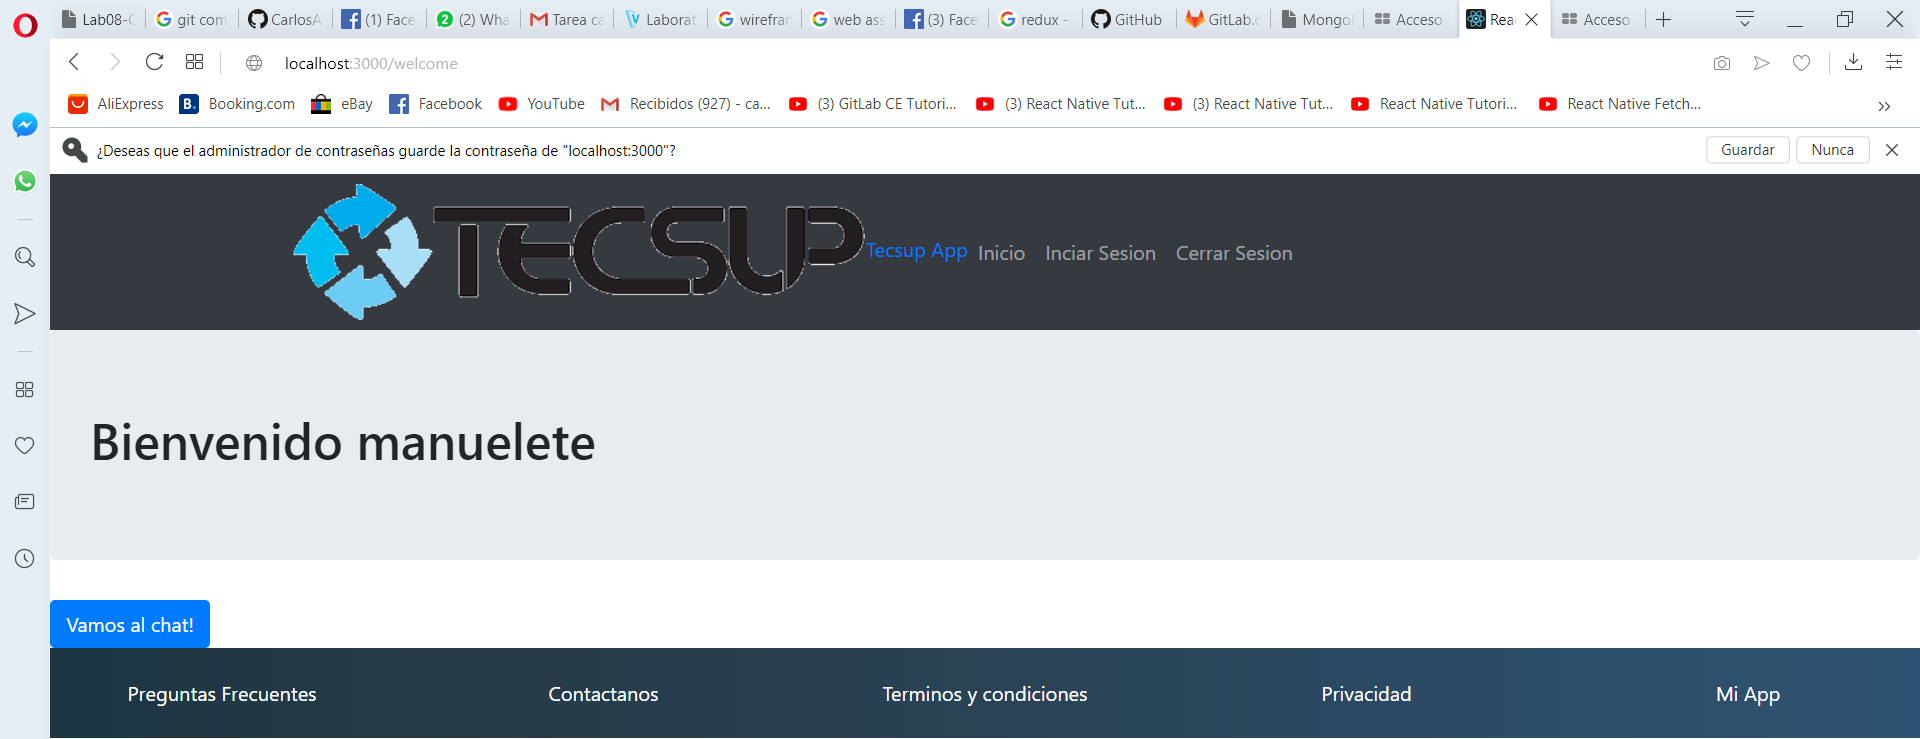 Lab08-C git com CarlosA (1) Face (2) Wha Tarea ca Laborat wirefran web ass (3) Face redux - GitHub GitLab.c Mongo Acceso Rea Acceso
localhost:3000/welcome
AliExpress Booking.com eBay Facebook YouTube Recibidos (927) - ca... (3) GitLab CE Tutori... (3) React Native Tut... (3) React Native Tut... React Native Tutori... React Native Fetch...
¿Deseas que el administrador de contraseñas guarde la contraseña de "localhost:3000"? Guardar Nunca
TECSUP Tecsup App Inicio Inciar Sesion Cerrar Sesion
Bienvenido manuelete
Vamos al chat!
Preguntas Frecuentes Contactanos Terminos y condiciones Privacidad Mi App